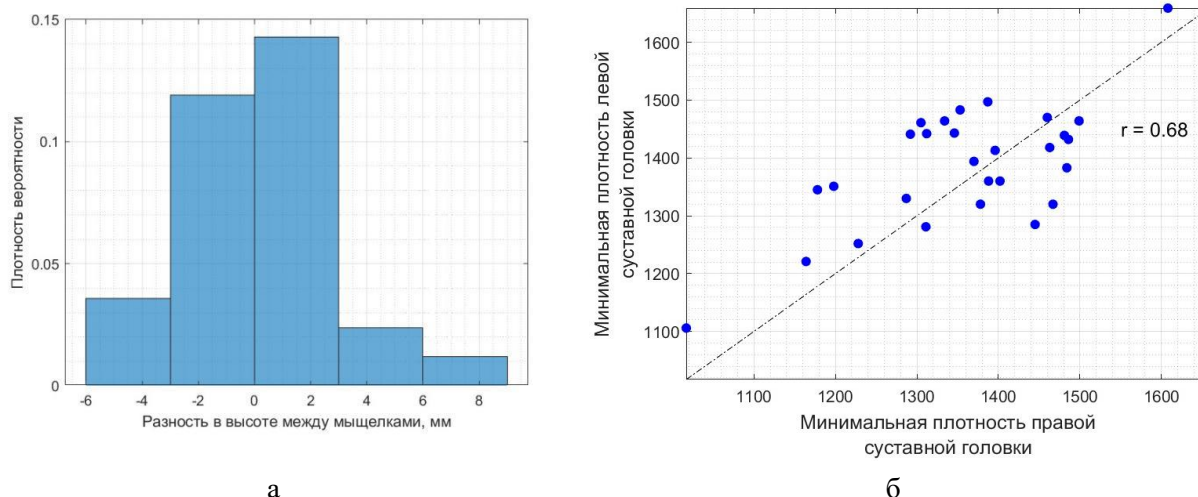 0.15
0.1
0.05
0
-6 -4 -2 0 2 4 6 8
Плотность вероятности
Разность в высоте между мыщелками, мм
а
1600
1500
1400
1300
1200
1100
1100 1200 1300 1400 1500 1600
r = 0.68
Минимальная плотность левой
суставной головки
Минимальная плотность правой
суставной головки
б